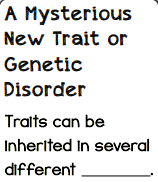 A Mysterious
New Trait or
Genetic
Disorder
Traits can be
inherited in several
different ________.